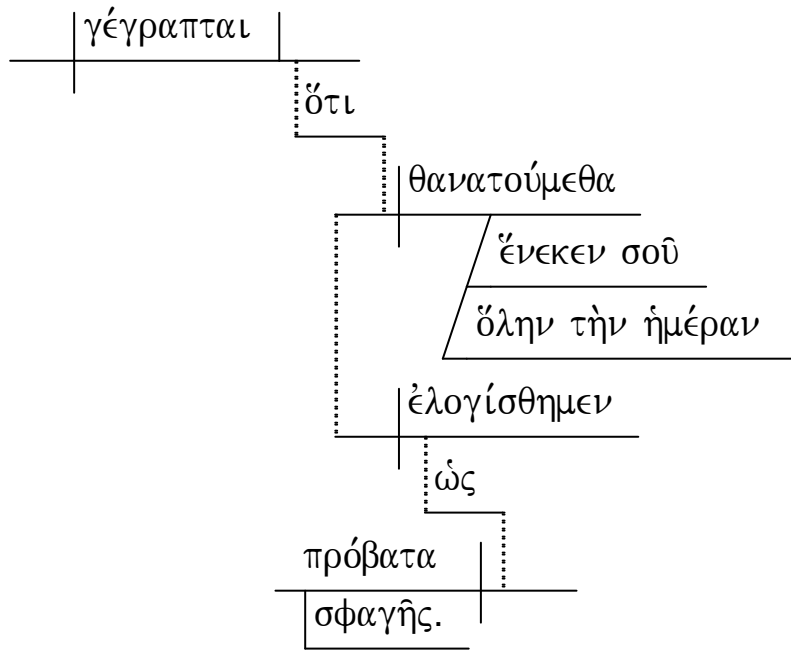 γέγραπται
ὅτι
θανατούμεθα
ἕνεκεν σοῦ
ὅλην τὴν ἡμέραν
ἐλογίσθημεν
ὡς
πρόβατα
σφαγῆς.